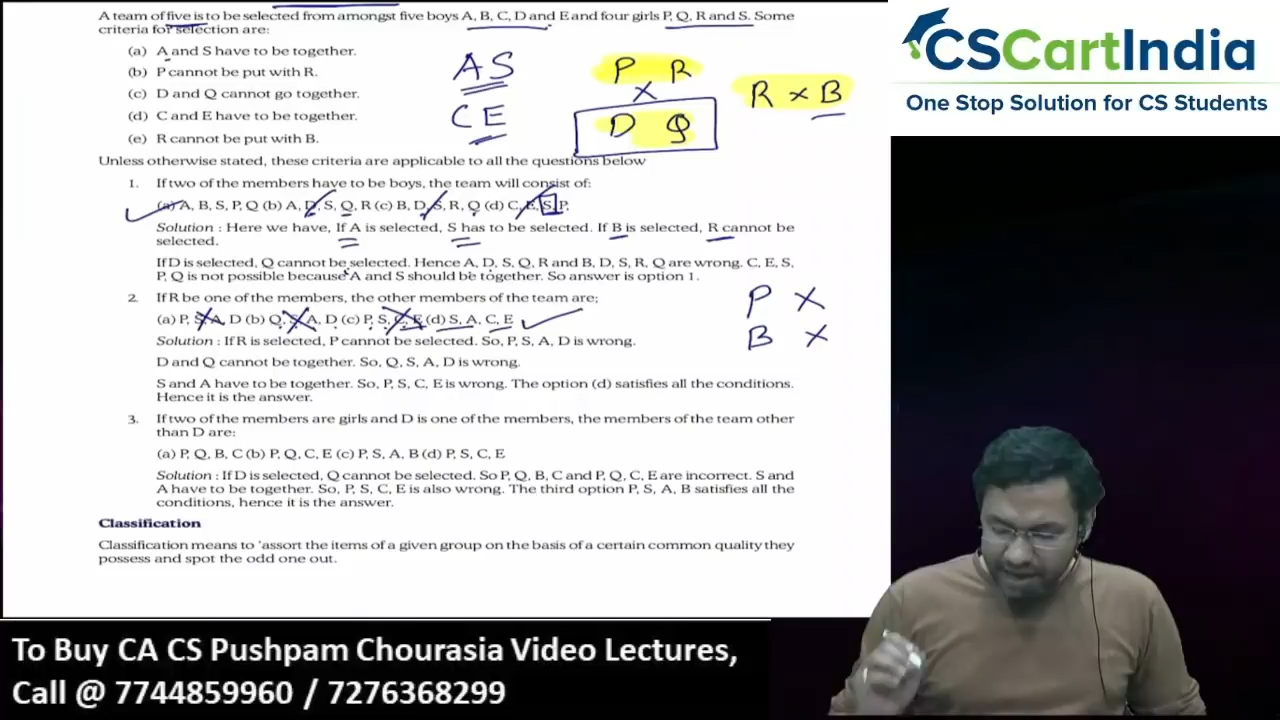 A team of five is to be selected from amongst five boys A, B, C, D and E and four girls P, Q, R and S. Some
criteria for selection are:
(a) A and S have to be together.
(b) P cannot be put with R.
(c) D and Q cannot go together.
(d) C and E have to be together.
(e) R cannot be put with B.
AS
CE
P R
×
D Q
R × B
Unless otherwise stated, these criteria are applicable to all the questions below
1. If two of the members have to be boys, the team will consist of:
(a) A, B, S, P, Q (b) A, D, S, Q, R (c) B, D, S, R, Q (d) C, E, S, P,
Solution : Here we have, If A is selected, S has to be selected. If B is selected, R cannot be
selected.
If D is selected, Q cannot be selected. Hence A, D, S, Q, R and B, D, S, R, Q are wrong. C, E, S,
P, Q is not possible because A and S should be together. So answer is option 1.
2. If R be one of the members, the other members of the team are;
(a) P, S, A, D (b) Q, S, A, D (c) P, S, C, E (d) S, A, C, E
Solution : If R is selected, P cannot be selected. So, P, S, A, D is wrong.
D and Q cannot be together. So, Q, S, A, D is wrong.
S and A have to be together. So, P, S, C, E is wrong. The option (d) satisfies all the conditions.
Hence it is the answer.
P ×
B ×
3. If two of the members are girls and D is one of the members, the members of the team other
than D are:
(a) P, Q, B, C (b) P, Q, C, E (c) P, S, A, B (d) P, S, C, E
Solution : If D is selected, Q cannot be selected. So P, Q, B, C and P, Q, C, E are incorrect. S and
A have to be together. So, P, S, C, E is also wrong. The third option P, S, A, B satisfies all the
conditions, hence it is the answer.
Classification
Classification means to 'assort the items of a given group on the basis of a certain common quality they
possess and spot the odd one out.
CSCartIndia
One Stop Solution for CS Students
To Buy CA CS Pushpam Chourasia Video Lectures,
Call @ 7744859960 / 7276368299